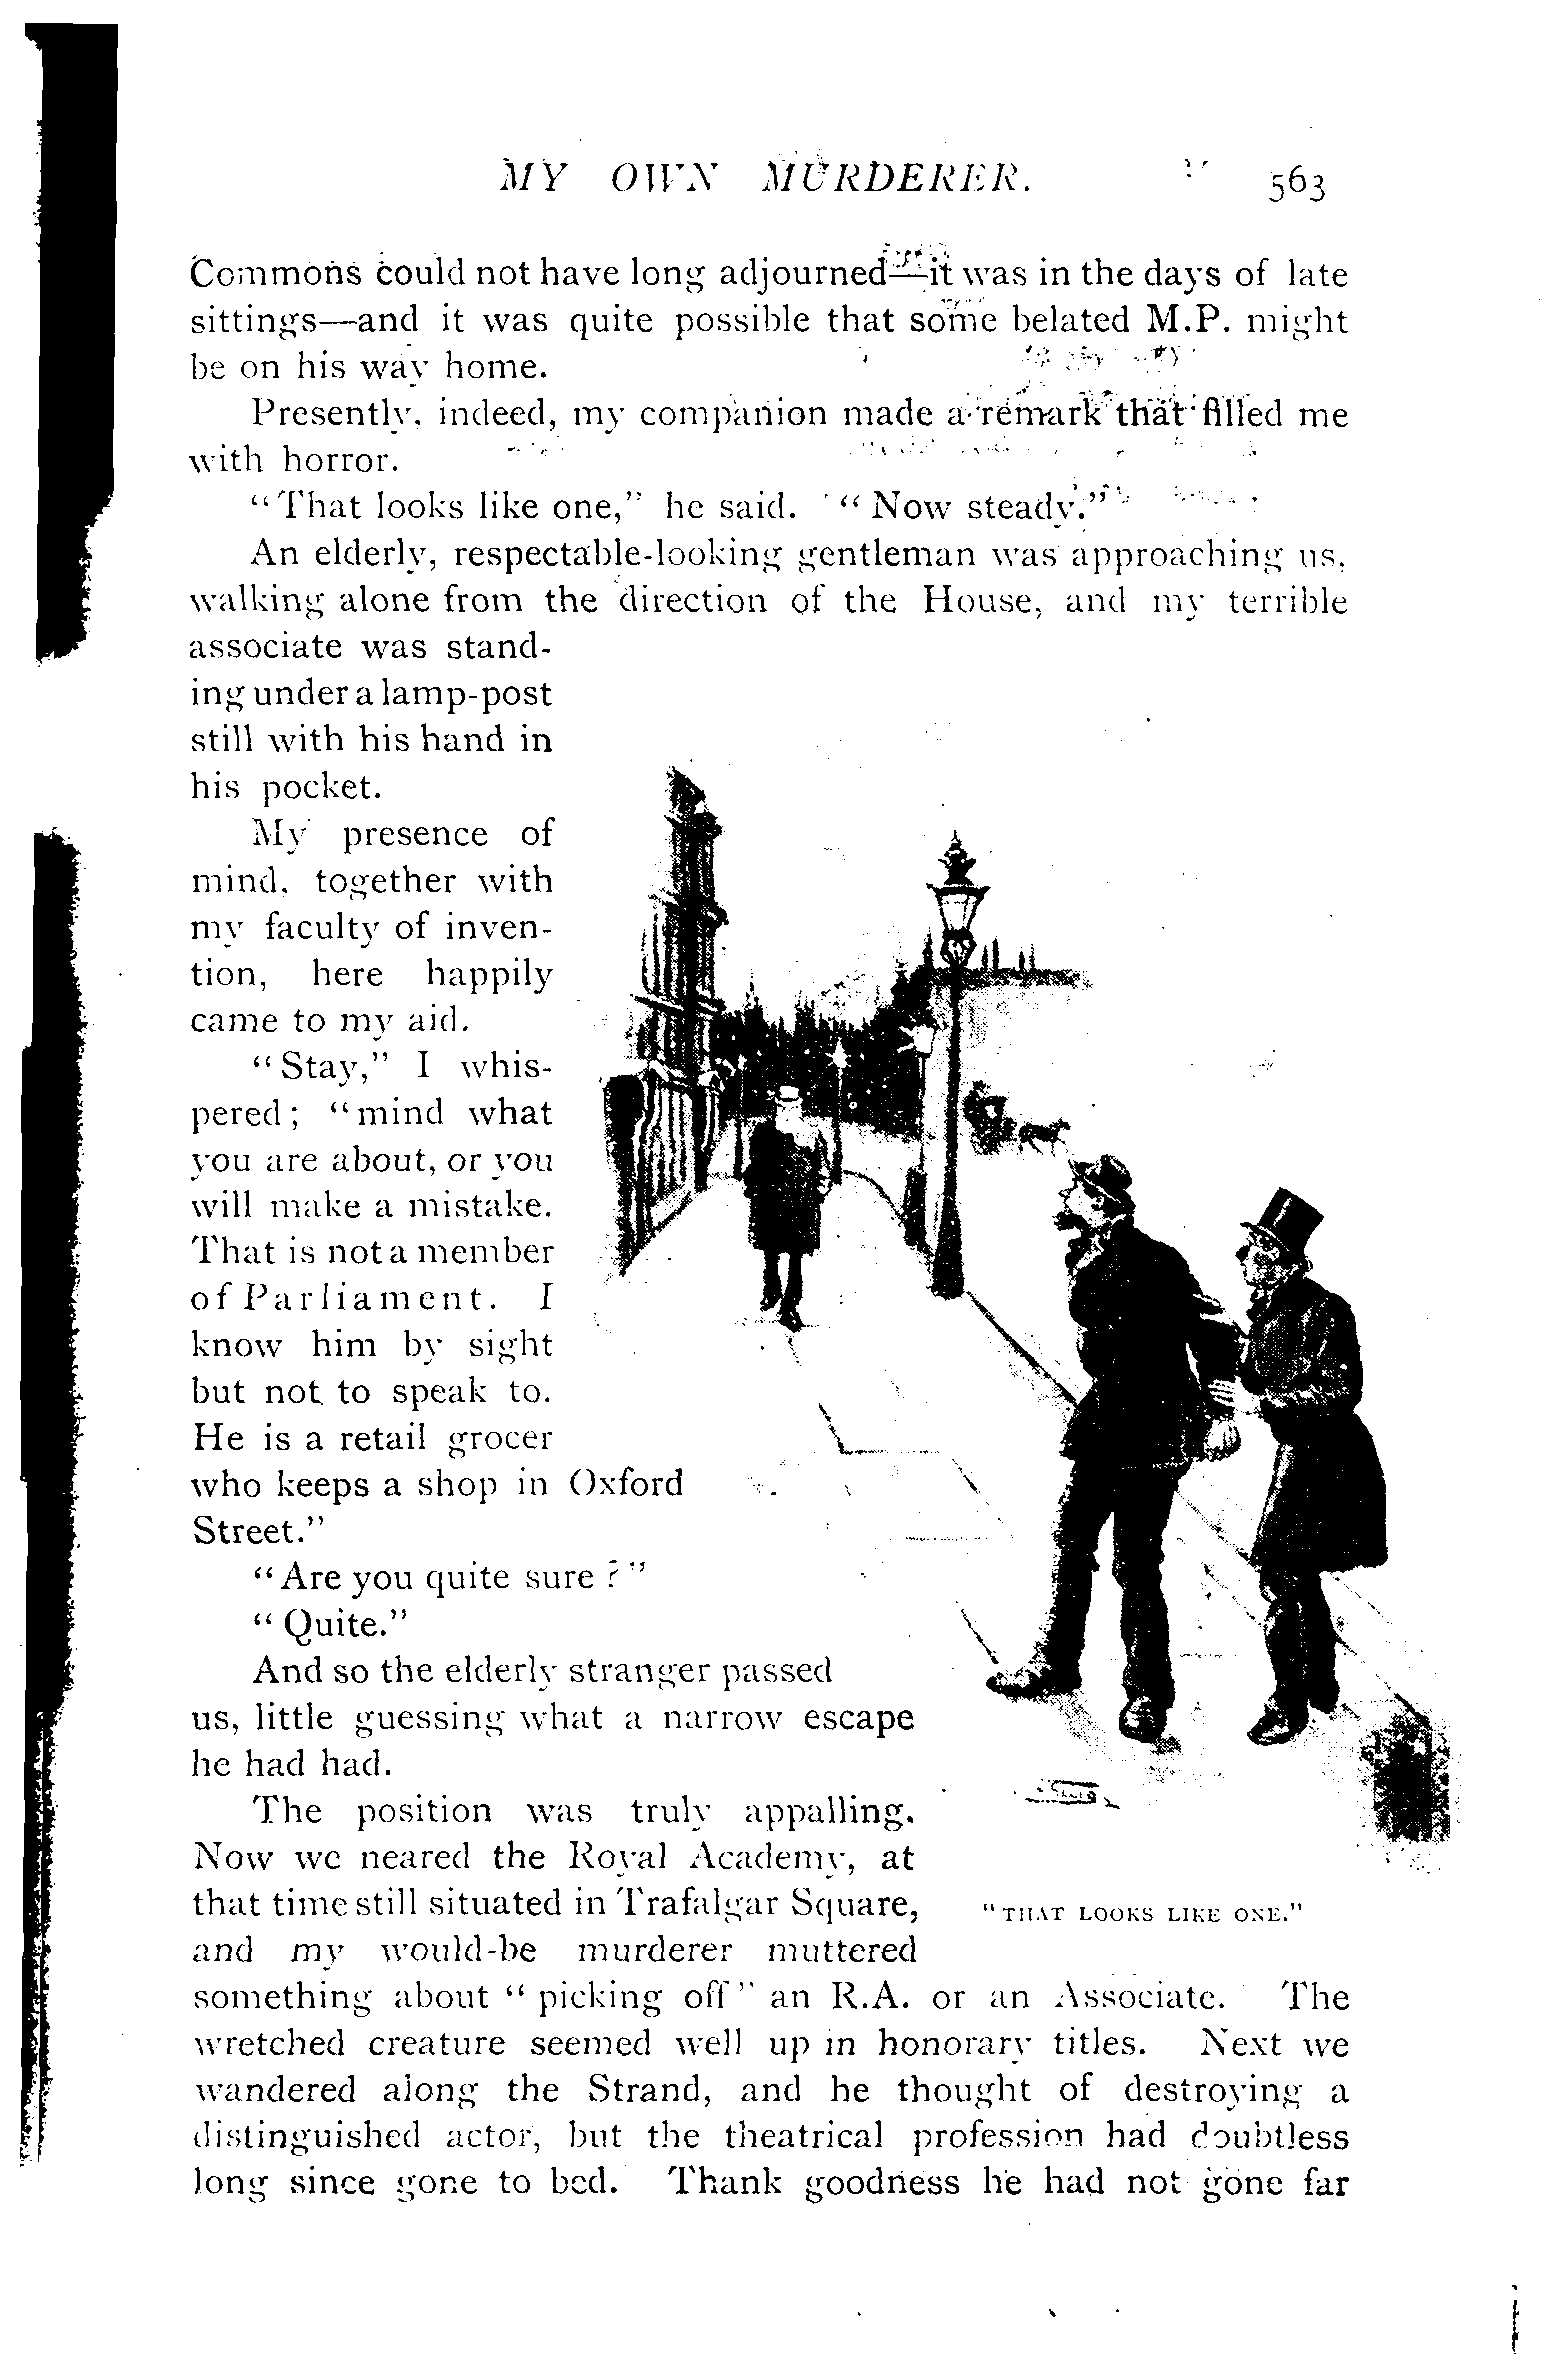 MY OWN MURDERER. 563
Commons could not have long adjourned—it was in the days of late
sittings—and it was quite possible that some belated M.P. might
be on his way home.
Presently, indeed, my companion made a remark that filled me
with horror.
"That looks like one," he said. "Now steady."
An elderly, respectable-looking gentleman was approaching us,
walking alone from the direction of the House, and my terrible
associate was stand-
ing under a lamp-post
still with his hand in
his pocket.
My presence of
mind, together with
my faculty of inven-
tion, here happily
came to my aid.
"Stay," I whis-
pered; "mind what
you are about, or you
will make a mistake.
That is not a member
of Parliament. I
know him by sight
but not to speak to.
He is a retail grocer
who keeps a shop in Oxford
Street."
"Are you quite sure?"
"Quite."
And so the elderly stranger passed
us, little guessing what a narrow escape
he had had.
The position was truly appalling.
Now we neared the Royal Academy, at
that time still situated in Trafalgar Square,
and my would-be murderer muttered
something about "picking off" an R.A. or an Associate. The
wretched creature seemed well up in honorary titles. Next we
wandered along the Strand, and he thought of destroying a
distinguished actor, but the theatrical profession had doubtless
long since gone to bed. Thank goodness he had not gone far
"THAT LOOKS LIKE ONE."